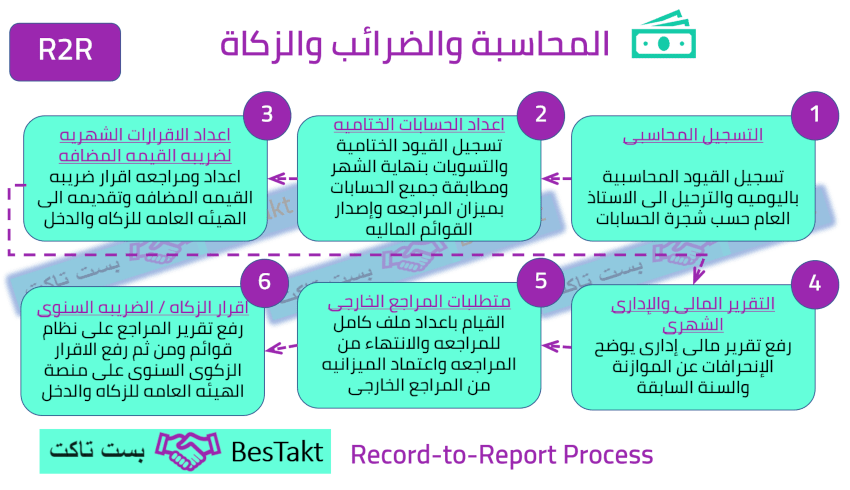 R2R
المحاسبة والضرائب والزكاة
1
التسجيل المحاسبى
تسجيل القيود المحاسبية
باليوميه والترحيل الى الاستاذ
العام حسب شجرة الحسابات
2
اعداد الحسابات الختاميه
تسجيل القيود الختامية
والتسويات بنهاية الشهر
ومطابقة جميع الحسابات
بميزان المراجعه وإصدار
القوائم الماليه
3
اعداد الاقرارات الشهريه
لضريبه القيمه المضافه
اعداد ومراجعه اقرار ضريبه
القيمه المضافه وتقديمه الى
الهيئه العامه للزكاه والدخل
4
التقرير المالى والإدارى
الشهرى
رفع تقرير مالى إدارى يوضح
الإنحرافات عن الموازنة
والسنة السابقة
5
متطلبات المراجع الخارجى
القيام باعداد ملف كامل
للمراجعه والانتهاء من
المراجعه واعتماد الميزانيه
من المراجع الخارجى
6
اقرار الزكاه / الضريبه السنوى
رفع تقرير المراجع على نظام
قوائم ومن ثم رفع الاقرار
الزكوى السنوى على منصة
الهيئه العامه للزكاه والدخل
بست تاكت
بست تاكت
بست تاكت
بست تاكت BesTakt
Record-to-Report Process